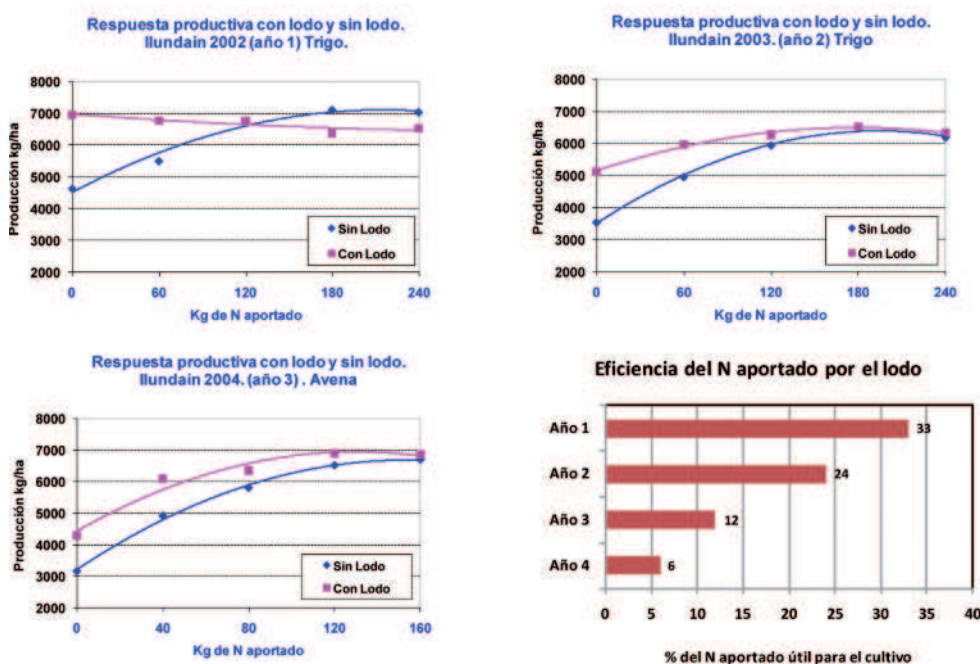 Respuesta productiva con lodo y sin lodo.
Ilundain 2002 (año 1) Trigo.
Producción kg/ha
8000
7000
6000
5000
4000
3000
2000
Sin Lodo
Con Lodo
0 60 120 180 240
Kg de N aportado
Respuesta productiva con lodo y sin lodo.
Ilundain 2003. (año 2) Trigo
Producción kg/ha
8000
7000
6000
5000
4000
3000
2000
Sin Lodo
Con Lodo
0 60 120 180 240
Kg de N aportado
Respuesta productiva con lodo y sin lodo.
Ilundain 2004. (año 3) . Avena
Producción kg/ha
8000
7000
6000
5000
4000
3000
2000
Sin Lodo
Con Lodo
0 40 80 120 160
Kg de N aportado
Eficiencia del N aportado por el lodo
Año 1 33
Año 2 24
Año 3 12
Año 4 6
0 5 10 15 20 25 30 35 40
% del N aportado útil para el cultivo